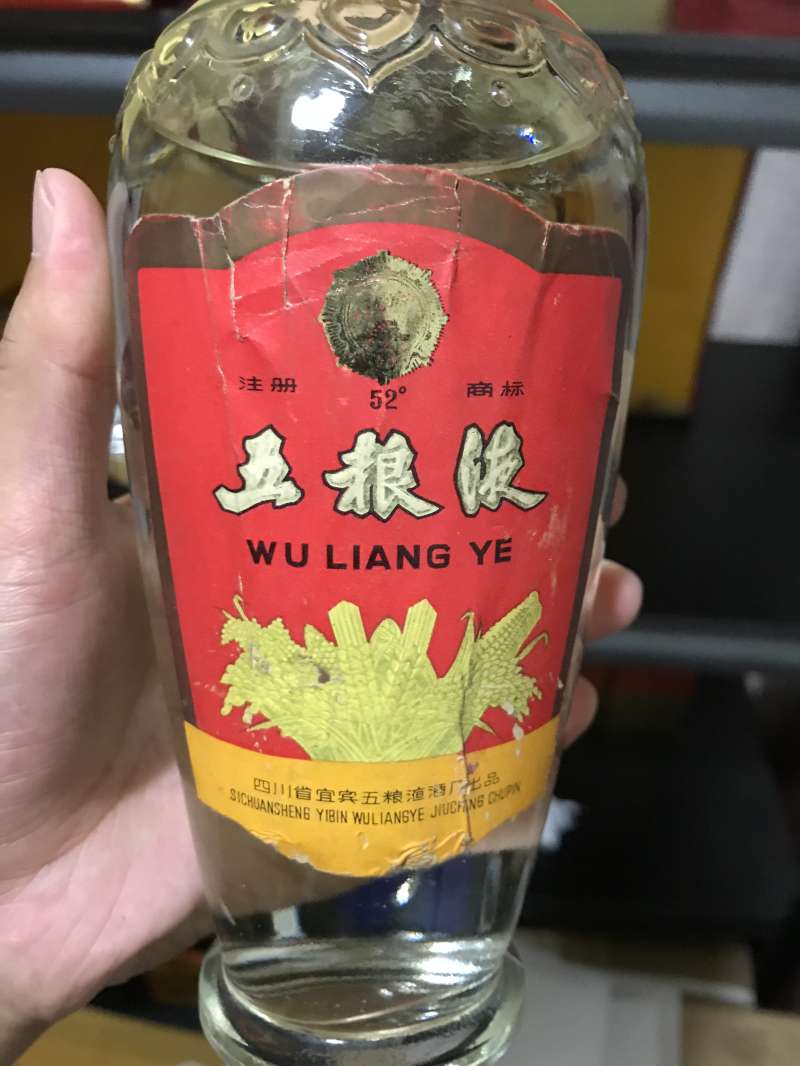 注册 商标
52°
五粮液
WU LIANG YE
四川省宜宾五粮液酒厂出品
SICHUANSHENG YIBIN WULIANGYE JIUCHANG CHUPIN